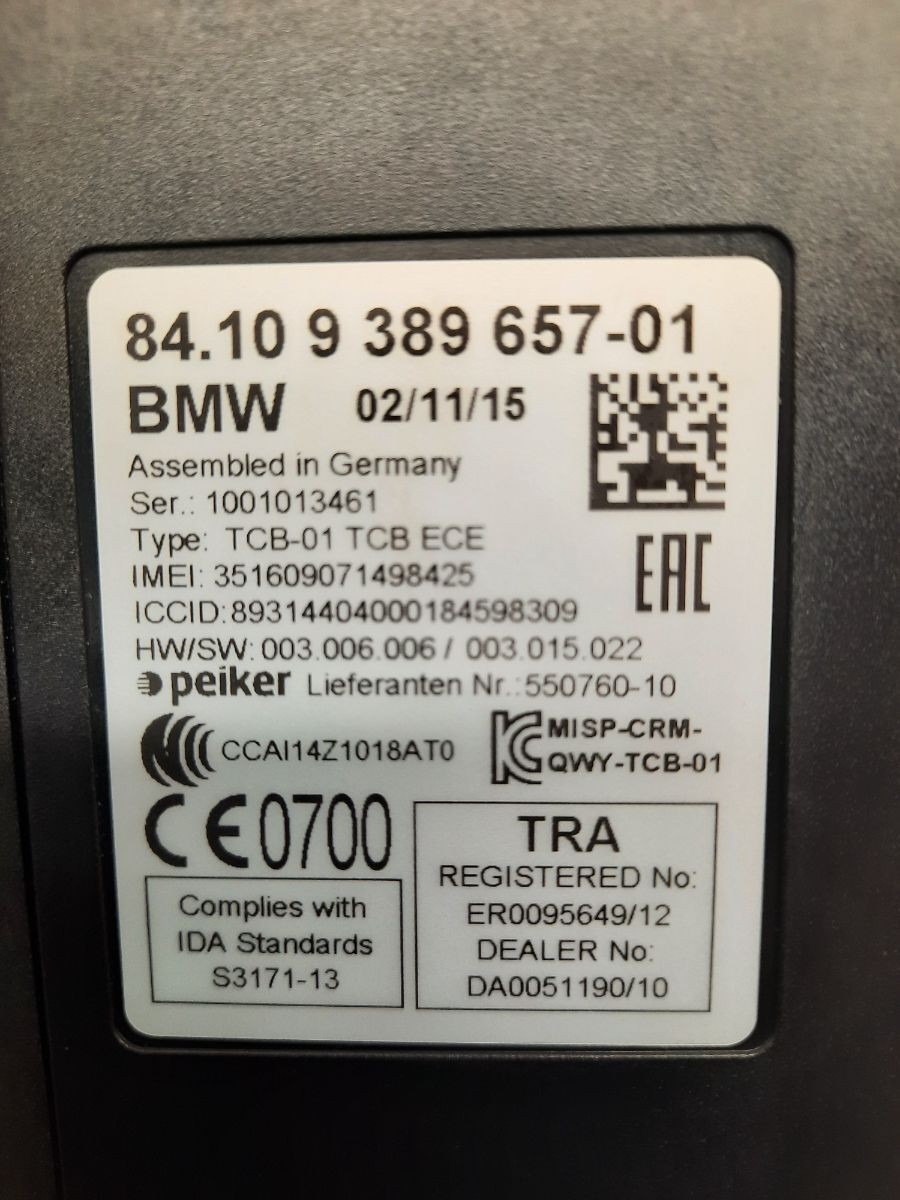 84.10 9 389 657-01
BMW 02/11/15
Assembled in Germany
Ser.: 1001013461
Type: TCB-01 TCB ECE
IMEI: 351609071498425
EAC
ICCID:89314404000184598309
HW/SW: 003.006.006 / 003.015.022
peiker Lieferanten Nr.:550760-10
CCAI14Z1018AT0
MISP-CRM-
QWY-TCB-01
CE0700
Complies with
IDA Standards
S3171-13
TRA
REGISTERED No:
ER0095649/12
DEALER No:
DA0051190/10